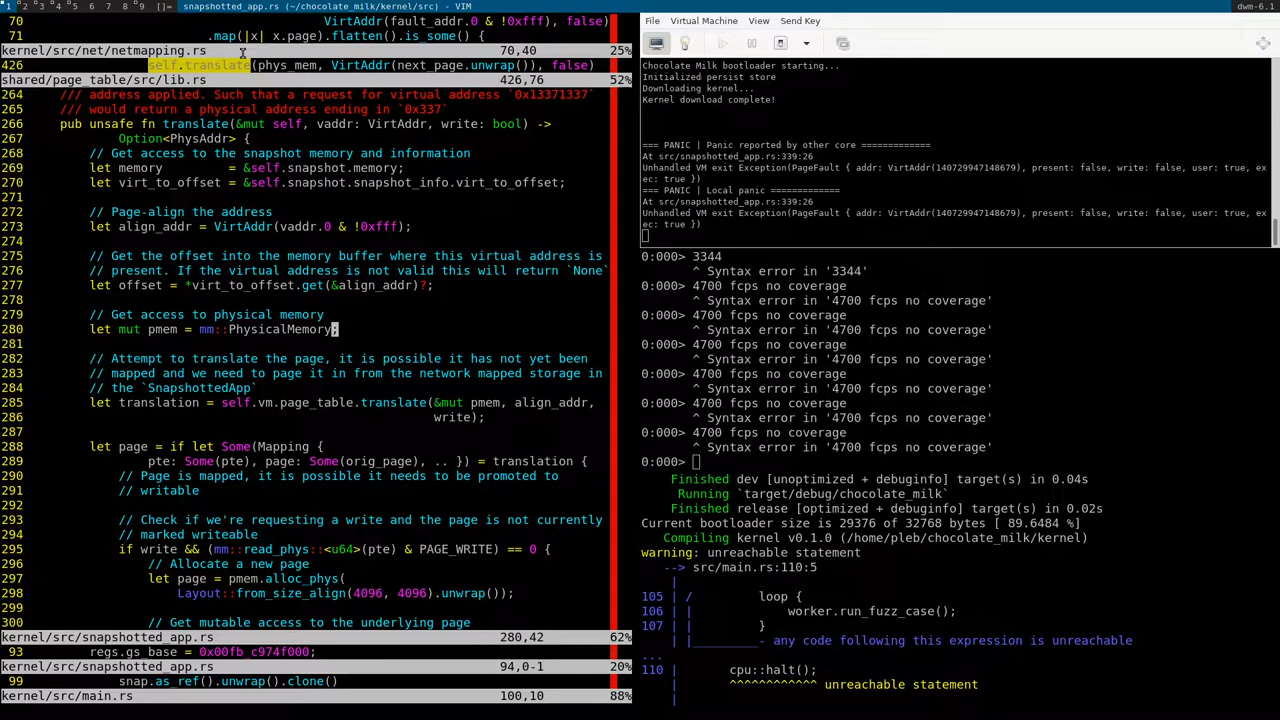 1 2 3 4 5 6 7 8 9 []= snapshotted_app.rs (~/chocolate_milk/kernel/src) - VIM
70 VirtAddr(fault_addr.0 & !0xfff), false)
71 .map(|x| x.page).flatten().is_some() {
kernel/src/net/netmapping.rs 70,40 25%
426 self.translate(phys_mem, VirtAddr(next_page.unwrap()), false)
shared/page_table/src/lib.rs 426,76 52%
264 /// address applied. Such that a request for virtual address `0x13371337`
265 /// would return a physical address ending in `0x337`
266 pub unsafe fn translate(&mut self, vaddr: VirtAddr, write: bool) ->
267 Option<PhysAddr> {
268 // Get access to the snapshot memory and information
269 let memory = &self.snapshot.memory;
270 let virt_to_offset = &self.snapshot.snapshot_info.virt_to_offset;
271
272 // Page-align the address
273 let align_addr = VirtAddr(vaddr.0 & !0xfff);
274
275 // Get the offset into the memory buffer where this virtual address is
276 // present. If the virtual address is not valid this will return `None`
277 let offset = *virt_to_offset.get(&align_addr)?;
278
279 // Get access to physical memory
280 let mut pmem = mm::PhysicalMemory;
281
282 // Attempt to translate the page, it is possible it has not yet been
283 // mapped and we need to page it in from the network mapped storage in
284 // the `SnapshottedApp`
285 let translation = self.vm.page_table.translate(&mut pmem, align_addr,
286 write);
287
288 let page = if let Some(Mapping {
289 pte: Some(pte), page: Some(orig_page), .. }) = translation {
290 // Page is mapped, it is possible it needs to be promoted to
291 // writable
292
293 // Check if we're requesting a write and the page is not currently
294 // marked writeable
295 if write && (mm::read_phys::<u64>(pte) & PAGE_WRITE) == 0 {
296 // Allocate a new page
297 let page = pmem.alloc_phys(
298 Layout::from_size_align(4096, 4096).unwrap());
299
300 // Get mutable access to the underlying page
kernel/src/snapshotted_app.rs 280,42 62%
93 regs.gs_base = 0x00fb_c974f000;
kernel/src/snapshotted_app.rs 94,0-1 20%
99 snap.as_ref().unwrap().clone()
kernel/src/main.rs 100,10 88%
dwm-6.1
File Virtual Machine View Send Key
Chocolate Milk bootloader starting...
Initialized persist store
Downloading kernel...
Kernel download complete!
=== PANIC | Panic reported by other core =============
At src/snapshotted_app.rs:339:26
Unhandled VM exit Exception(PageFault { addr: VirtAddr(140729947148679), present: false, write: false, user: true, ex
ec: true })
=== PANIC | Local panic =============
At src/snapshotted_app.rs:339:26
Unhandled VM exit Exception(PageFault { addr: VirtAddr(140729947148679), present: false, write: false, user: true, ex
ec: true })
0:000> 3344
^ Syntax error in '3344'
0:000> 4700 fcps no coverage
^ Syntax error in '4700 fcps no coverage'
0:000> 4700 fcps no coverage
^ Syntax error in '4700 fcps no coverage'
0:000> 4700 fcps no coverage
^ Syntax error in '4700 fcps no coverage'
0:000> 4700 fcps no coverage
^ Syntax error in '4700 fcps no coverage'
0:000> 4700 fcps no coverage
^ Syntax error in '4700 fcps no coverage'
0:000> 4700 fcps no coverage
^ Syntax error in '4700 fcps no coverage'
0:000>
Finished dev [unoptimized + debuginfo] target(s) in 0.04s
Running `target/debug/chocolate_milk`
Finished release [optimized + debuginfo] target(s) in 0.02s
Current bootloader size is 29376 of 32768 bytes [ 89.6484 %]
Compiling kernel v0.1.0 (/home/pleb/chocolate_milk/kernel)
warning: unreachable statement
--> src/main.rs:110:5
|
105 | / loop {
106 | | worker.run_fuzz_case();
107 | | }
| |________- any code following this expression is unreachable
...
110 | cpu::halt();
| ^^^^^^^^^^^^ unreachable statement
|